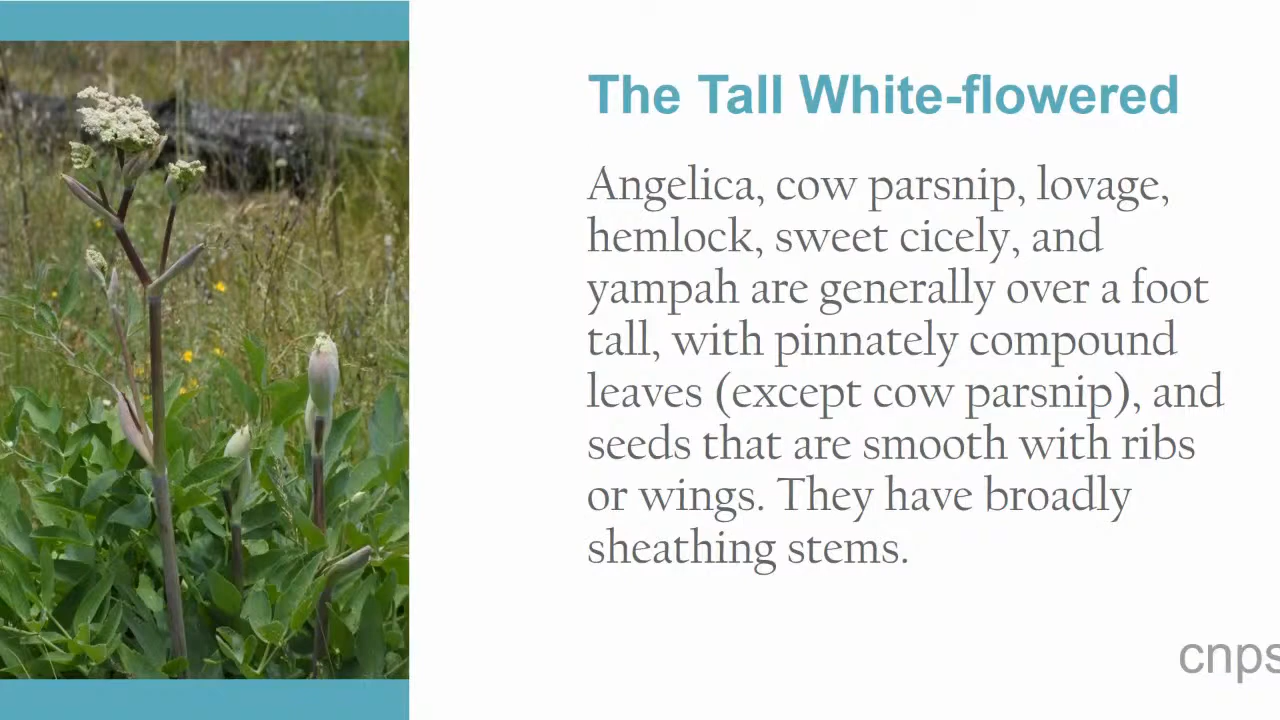 The Tall White-flowered
Angelica, cow parsnip, lovage,
hemlock, sweet cicely, and
yampah are generally over a foot
tall, with pinnately compound
leaves (except cow parsnip), and
seeds that are smooth with ribs
or wings. They have broadly
sheathing stems.
cnps